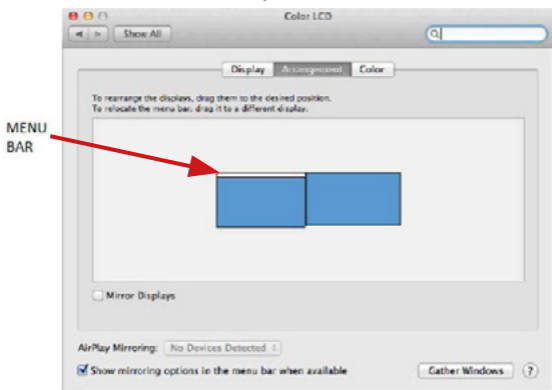 Color LCD
Show All
Display Arrangement Color
To rearrange the displays, drag them to the desired position.
To relocate the menu bar, drag it to a different display.
MENU
BAR
Mirror Displays
AirPlay Mirroring: No Devices Detected
Show mirroring options in the menu bar when available
Gather Windows ?